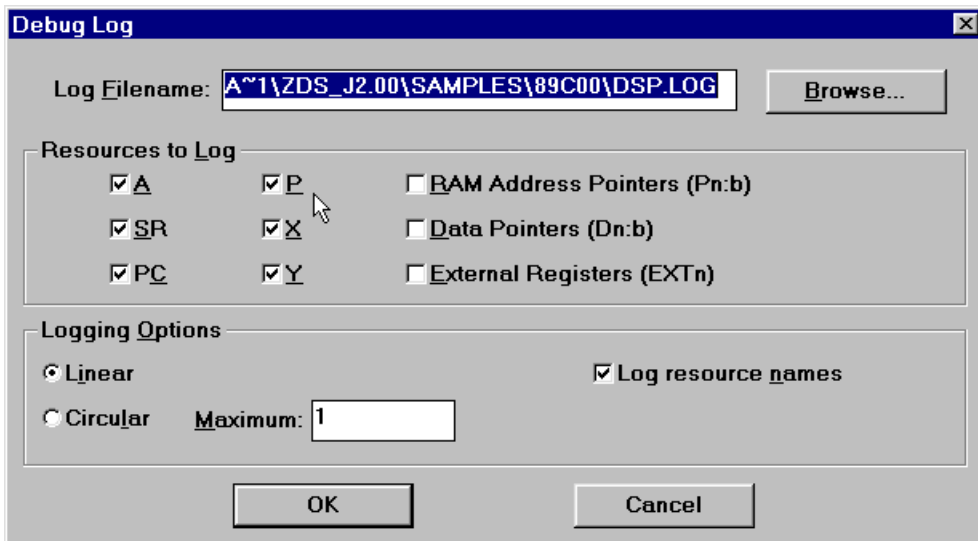 Debug Log
Log Filename: A~1\ZDS_J2.00\SAMPLES\89C00\DSP.LOG Browse...
Resources to Log
A P RAM Address Pointers (Pn:b)
SR X Data Pointers (Dn:b)
PC Y External Registers (EXTn)
Logging Options
Linear Log resource names
Circular Maximum: 1
OK Cancel